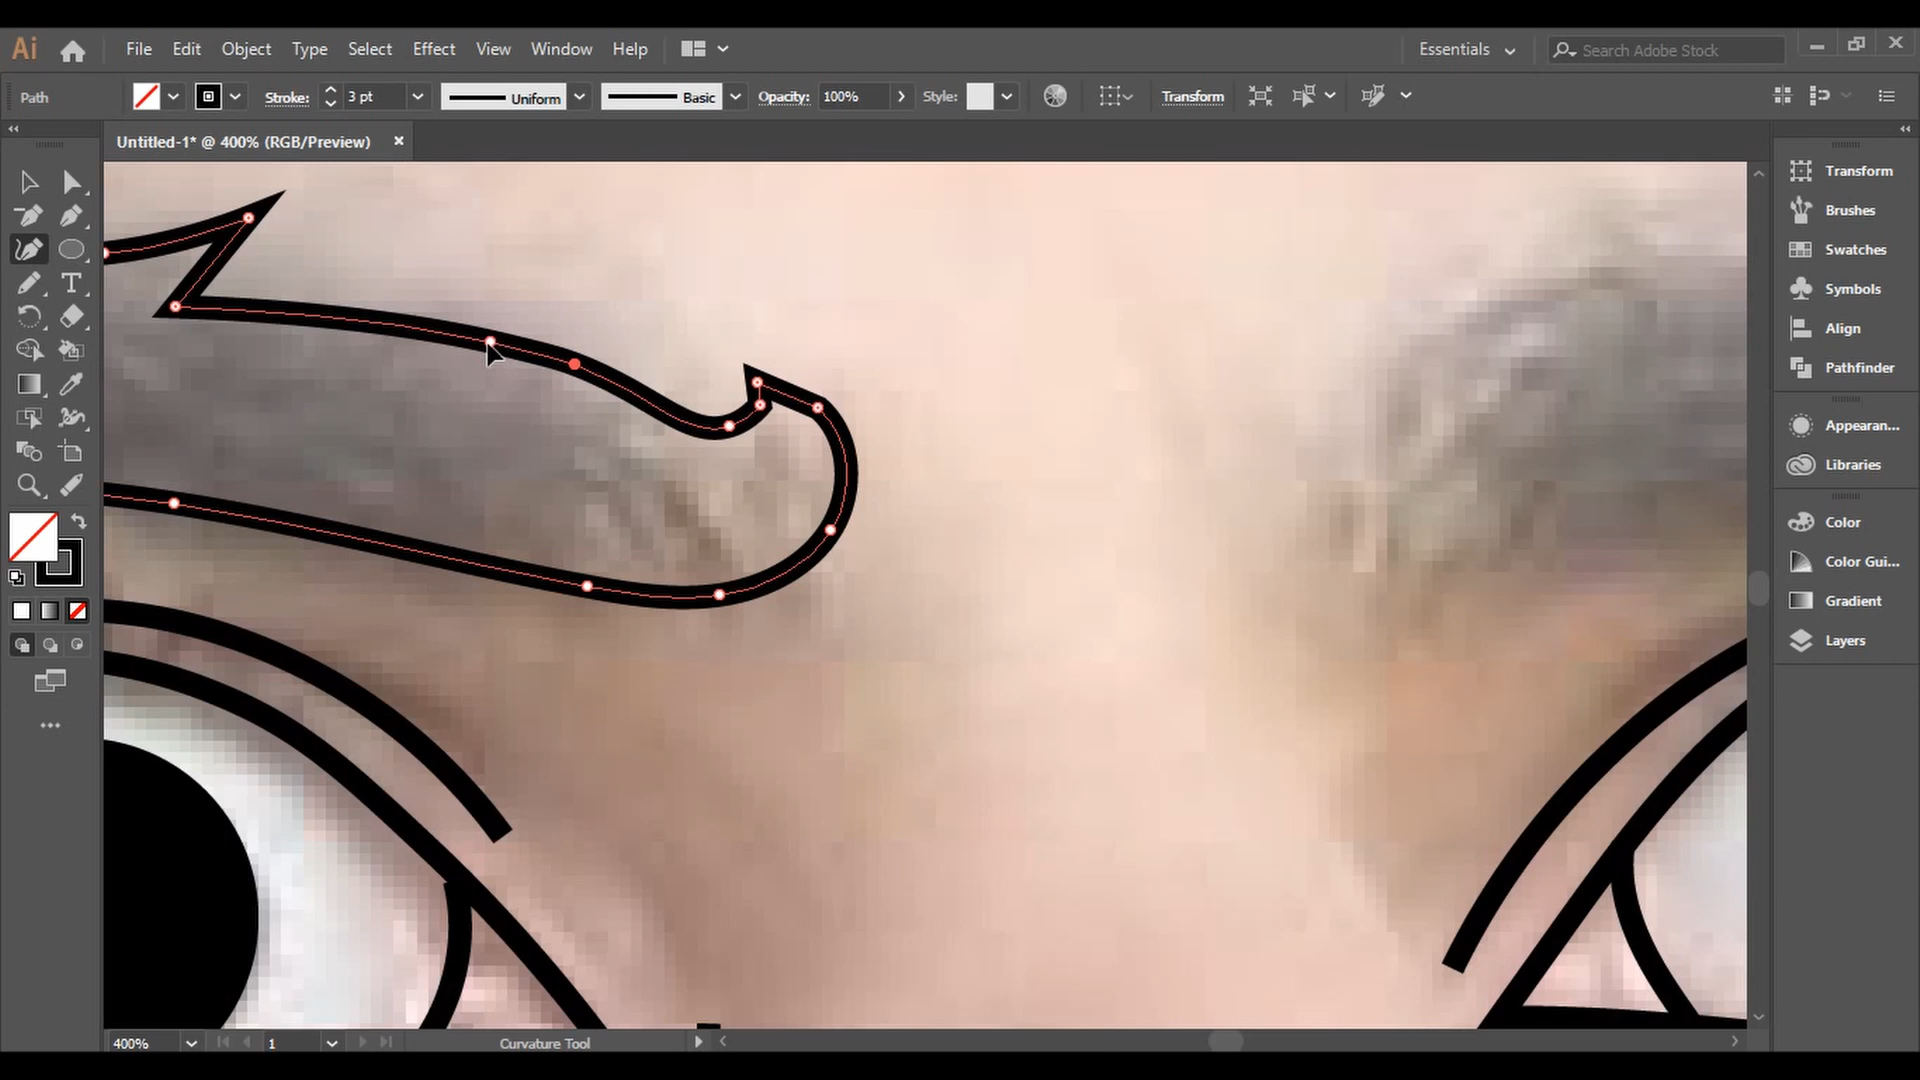 Ai File Edit Object Type Select Effect View Window Help Essentials Search Adobe Stock
Path Stroke: 3 pt Uniform Basic Opacity: 100% Style: Transform
Untitled-1* @ 400% (RGB/Preview)
Transform
Brushes
Swatches
Symbols
Align
Pathfinder
Appearan...
Libraries
Color
Color Gui...
Gradient
Layers
400% 1 Curvature Tool